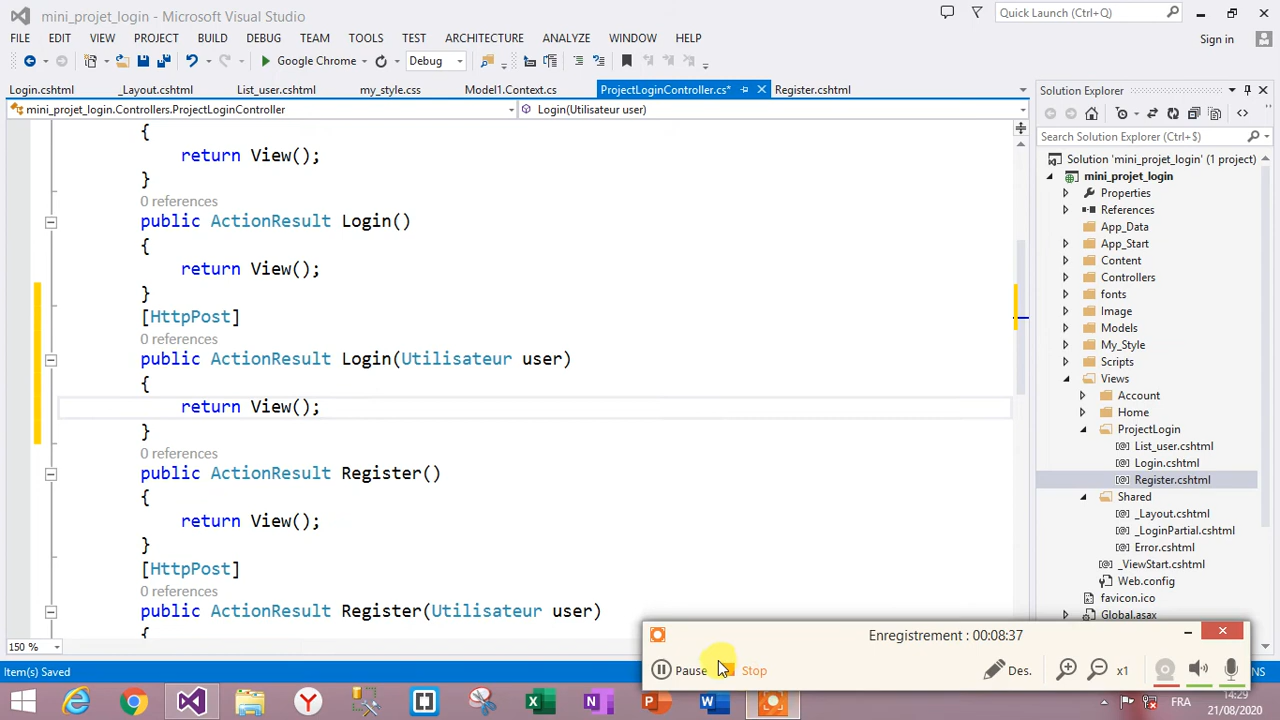 mini_projet_login - Microsoft Visual Studio
Quick Launch (Ctrl+Q)
FILE EDIT VIEW PROJECT BUILD DEBUG TEAM TOOLS TEST ARCHITECTURE ANALYZE WINDOW HELP
Sign in
Google Chrome Debug
Login.cshtml _Layout.cshtml List_user.cshtml my_style.css Model1.Context.cs ProjectLoginController.cs* Register.cshtml
mini_projet_login.Controllers.ProjectLoginController Login(Utilisateur user)
{
return View();
}
0 references
public ActionResult Login()
{
return View();
}
[HttpPost]
0 references
public ActionResult Login(Utilisateur user)
{
return View();
}
0 references
public ActionResult Register()
{
return View();
}
[HttpPost]
0 references
public ActionResult Register(Utilisateur user)
{
150 %
Solution Explorer
Search Solution Explorer (Ctrl+$)
Solution 'mini_projet_login' (1 project)
mini_projet_login
Properties
References
App_Data
App_Start
Content
Controllers
fonts
Image
Models
My_Style
Scripts
Views
Account
Home
ProjectLogin
List_user.cshtml
Login.cshtml
Register.cshtml
Shared
_Layout.cshtml
_LoginPartial.cshtml
Error.cshtml
_ViewStart.cshtml
Web.config
favicon.ico
Global.asax
Enregistrement : 00:08:37
Pause Stop Des. x1
Item(s) Saved
NS
FRA
14:29
21/08/2020